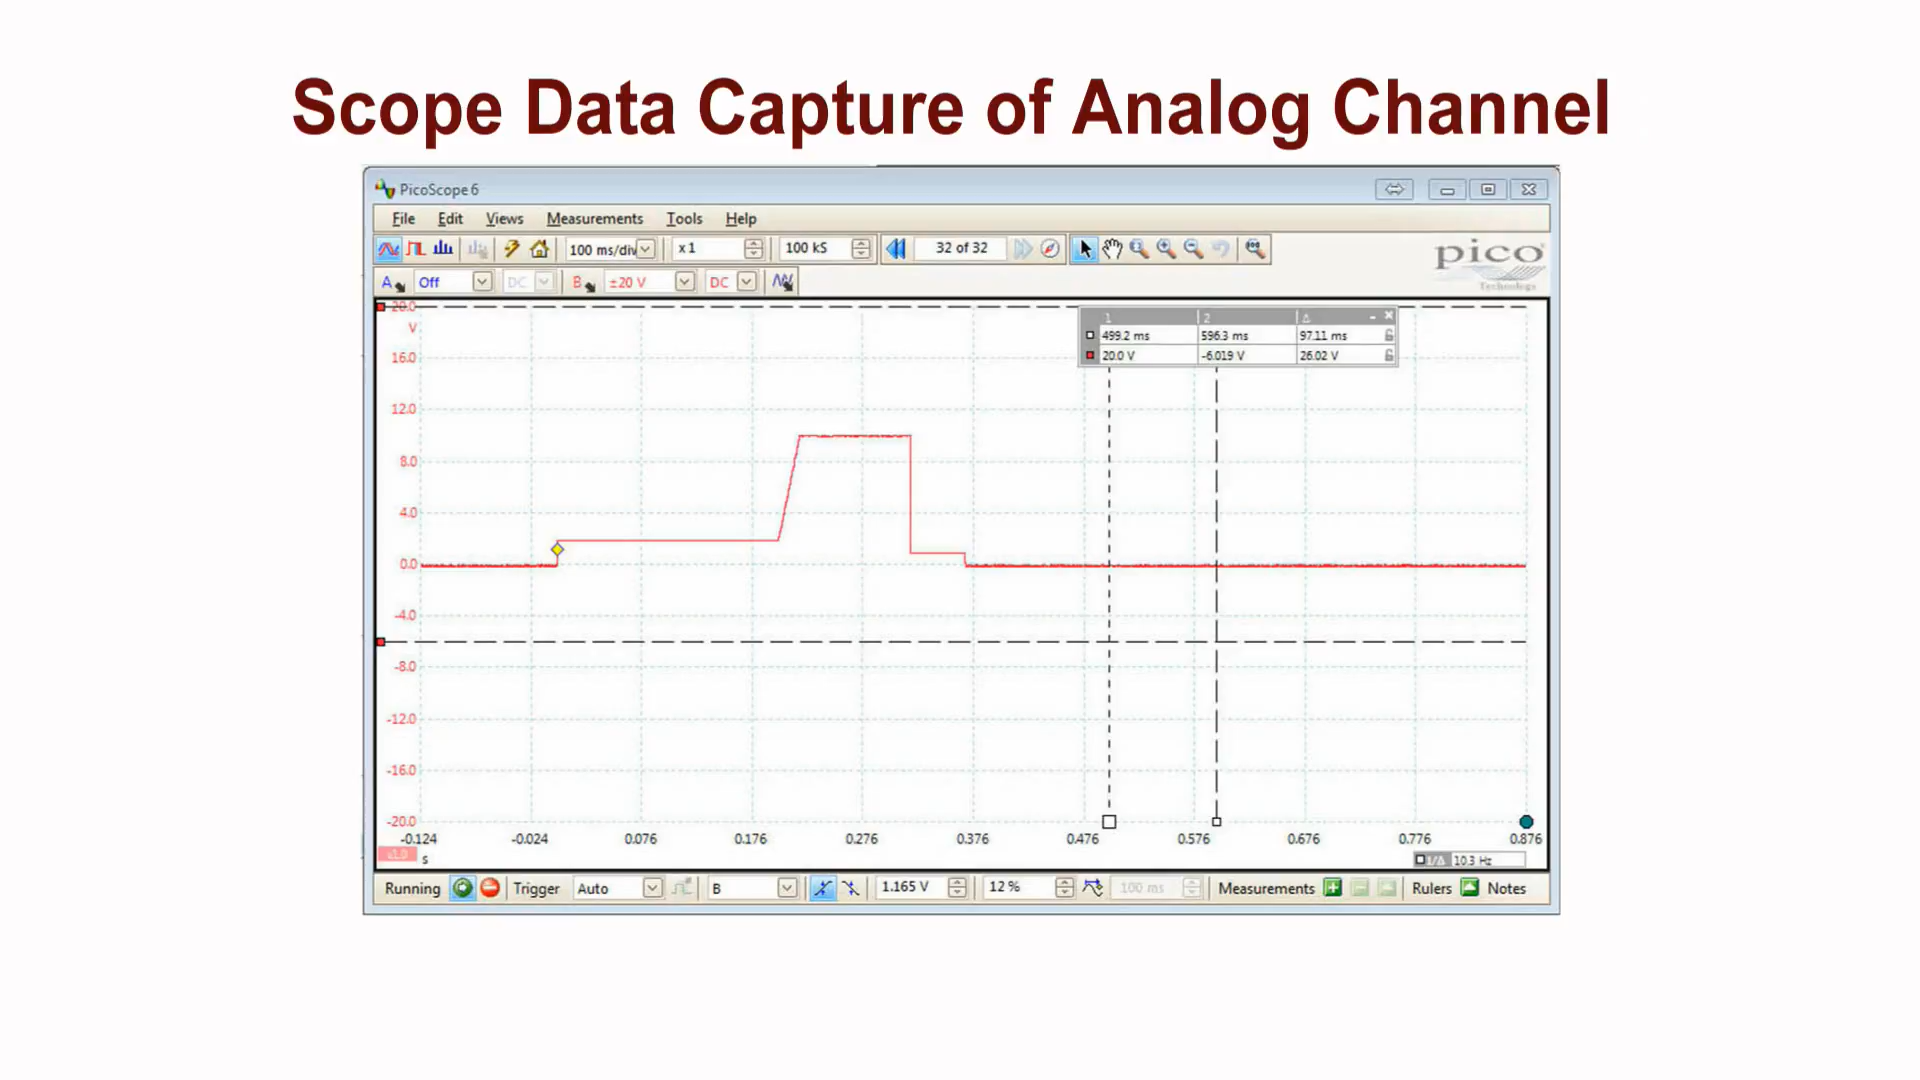 Scope Data Capture of Analog Channel
PicoScope 6
File Edit Views Measurements Tools Help
100 ms/div x 1 100 kS 32 of 32
pico
Technology
A Off DC B ±20 V DC
20.0
V
16.0
12.0
8.0
4.0
0.0
-4.0
-8.0
-12.0
-16.0
-20.0
1 2 Δ
499.2 ms 596.3 ms 97.11 ms
20.0 V -6.019 V 26.02 V
-0.124 -0.024 0.076 0.176 0.276 0.376 0.476 0.576 0.676 0.776 0.876
x1.0 s
1/Δ 10.3 Hz
Running Trigger Auto B 1.165 V 12 % 100 ms Measurements Rulers Notes